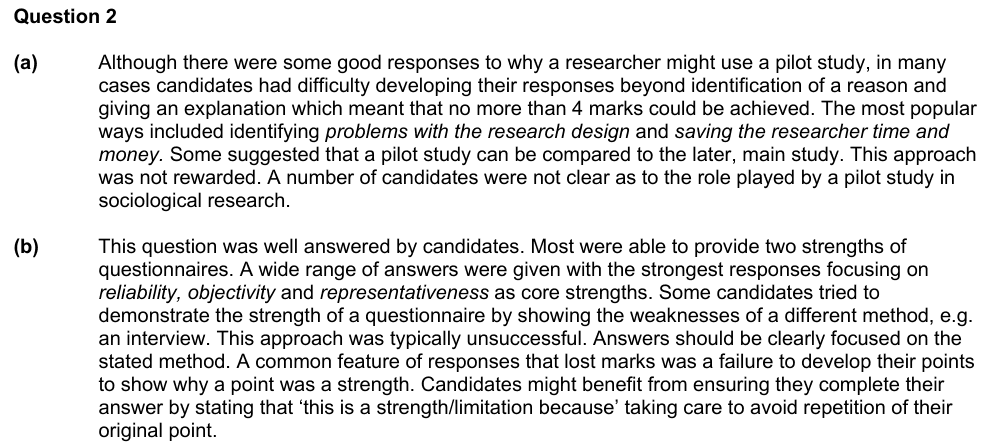 Question 2
(a) Although there were some good responses to why a researcher might use a pilot study, in many
cases candidates had difficulty developing their responses beyond identification of a reason and
giving an explanation which meant that no more than 4 marks could be achieved. The most popular
ways included identifying problems with the research design and saving the researcher time and
money. Some suggested that a pilot study can be compared to the later, main study. This approach
was not rewarded. A number of candidates were not clear as to the role played by a pilot study in
sociological research.
(b) This question was well answered by candidates. Most were able to provide two strengths of
questionnaires. A wide range of answers were given with the strongest responses focusing on
reliability, objectivity and representativeness as core strengths. Some candidates tried to
demonstrate the strength of a questionnaire by showing the weaknesses of a different method, e.g.
an interview. This approach was typically unsuccessful. Answers should be clearly focused on the
stated method. A common feature of responses that lost marks was a failure to develop their points
to show why a point was a strength. Candidates might benefit from ensuring they complete their
answer by stating that ‘this is a strength/limitation because’ taking care to avoid repetition of their
original point.